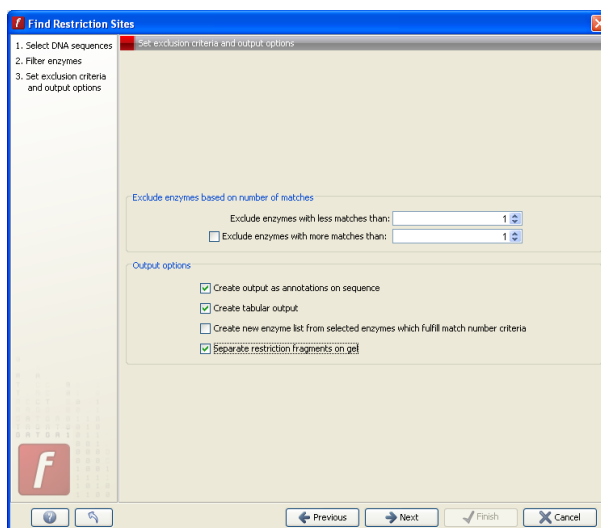 Find Restriction Sites
1. Select DNA sequences
2. Filter enzymes
3. Set exclusion criteria
and output options
Set exclusion criteria and output options
Exclude enzymes based on number of matches
Exclude enzymes with less matches than: 1
Exclude enzymes with more matches than: 1
Output options
Create output as annotations on sequence
Create tabular output
Create new enzyme list from selected enzymes which fulfill match number criteria
Separate restriction fragments on gel
Previous
Next
Finish
Cancel